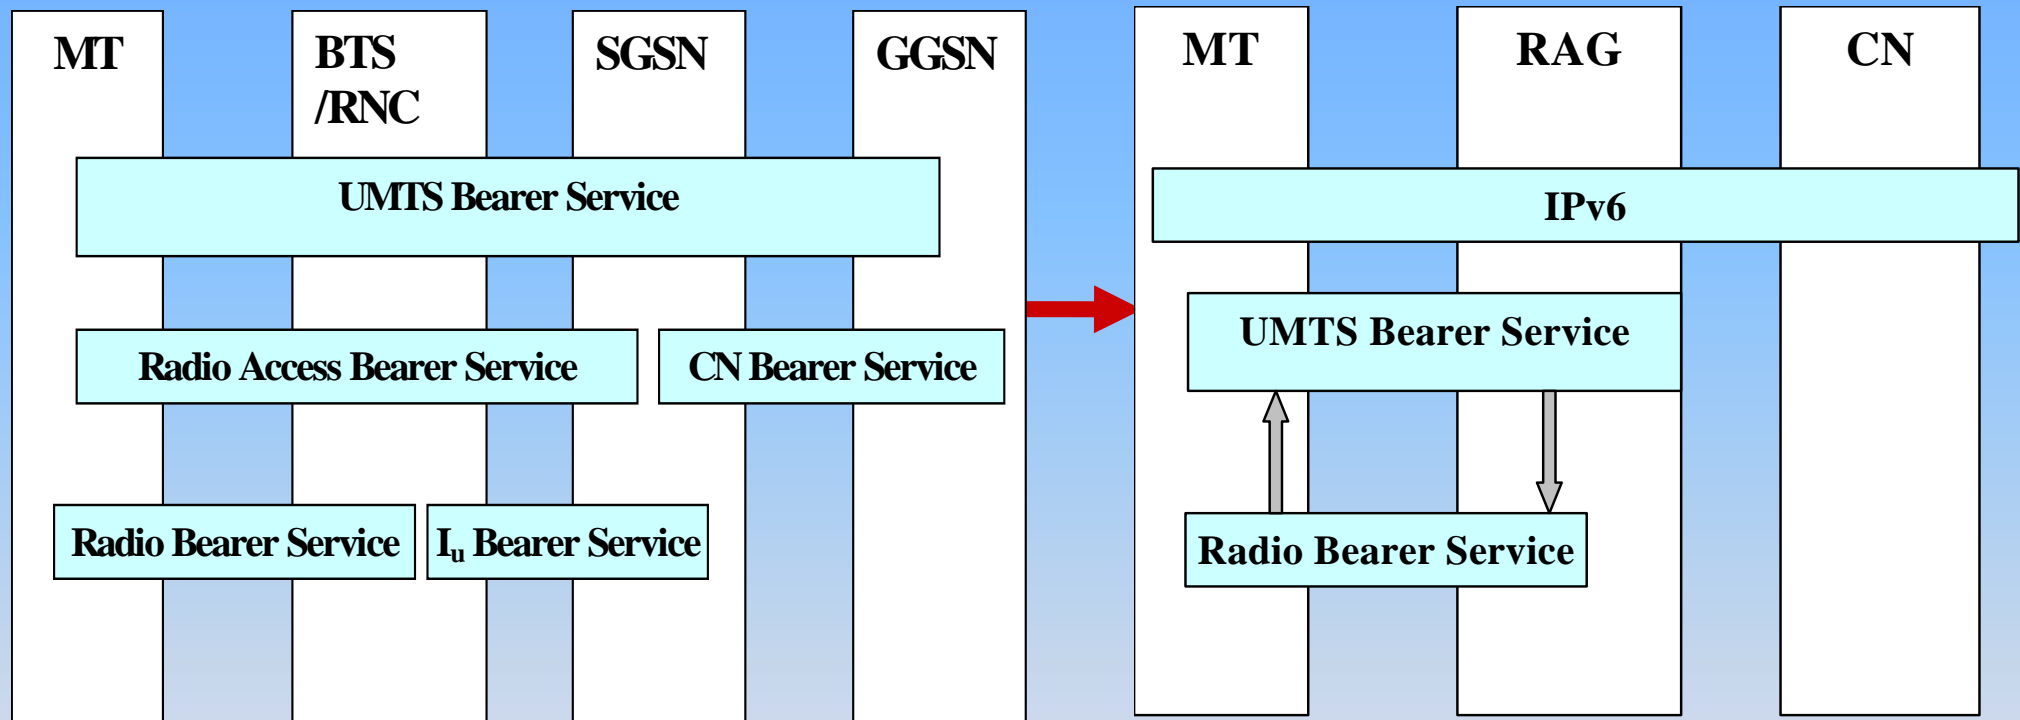 MT
BTS
/RNC
SGSN
GGSN
UMTS Bearer Service
Radio Access Bearer Service
CN Bearer Service
Radio Bearer Service
Iu Bearer Service
MT
RAG
CN
IPv6
UMTS Bearer Service
Radio Bearer Service